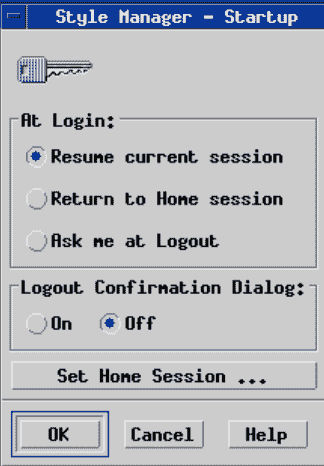 Style Manager - Startup
At Login:
Resume current session
Return to Home session
Ask me at Logout
Logout Confirmation Dialog:
On Off
Set Home Session ...
OK Cancel Help